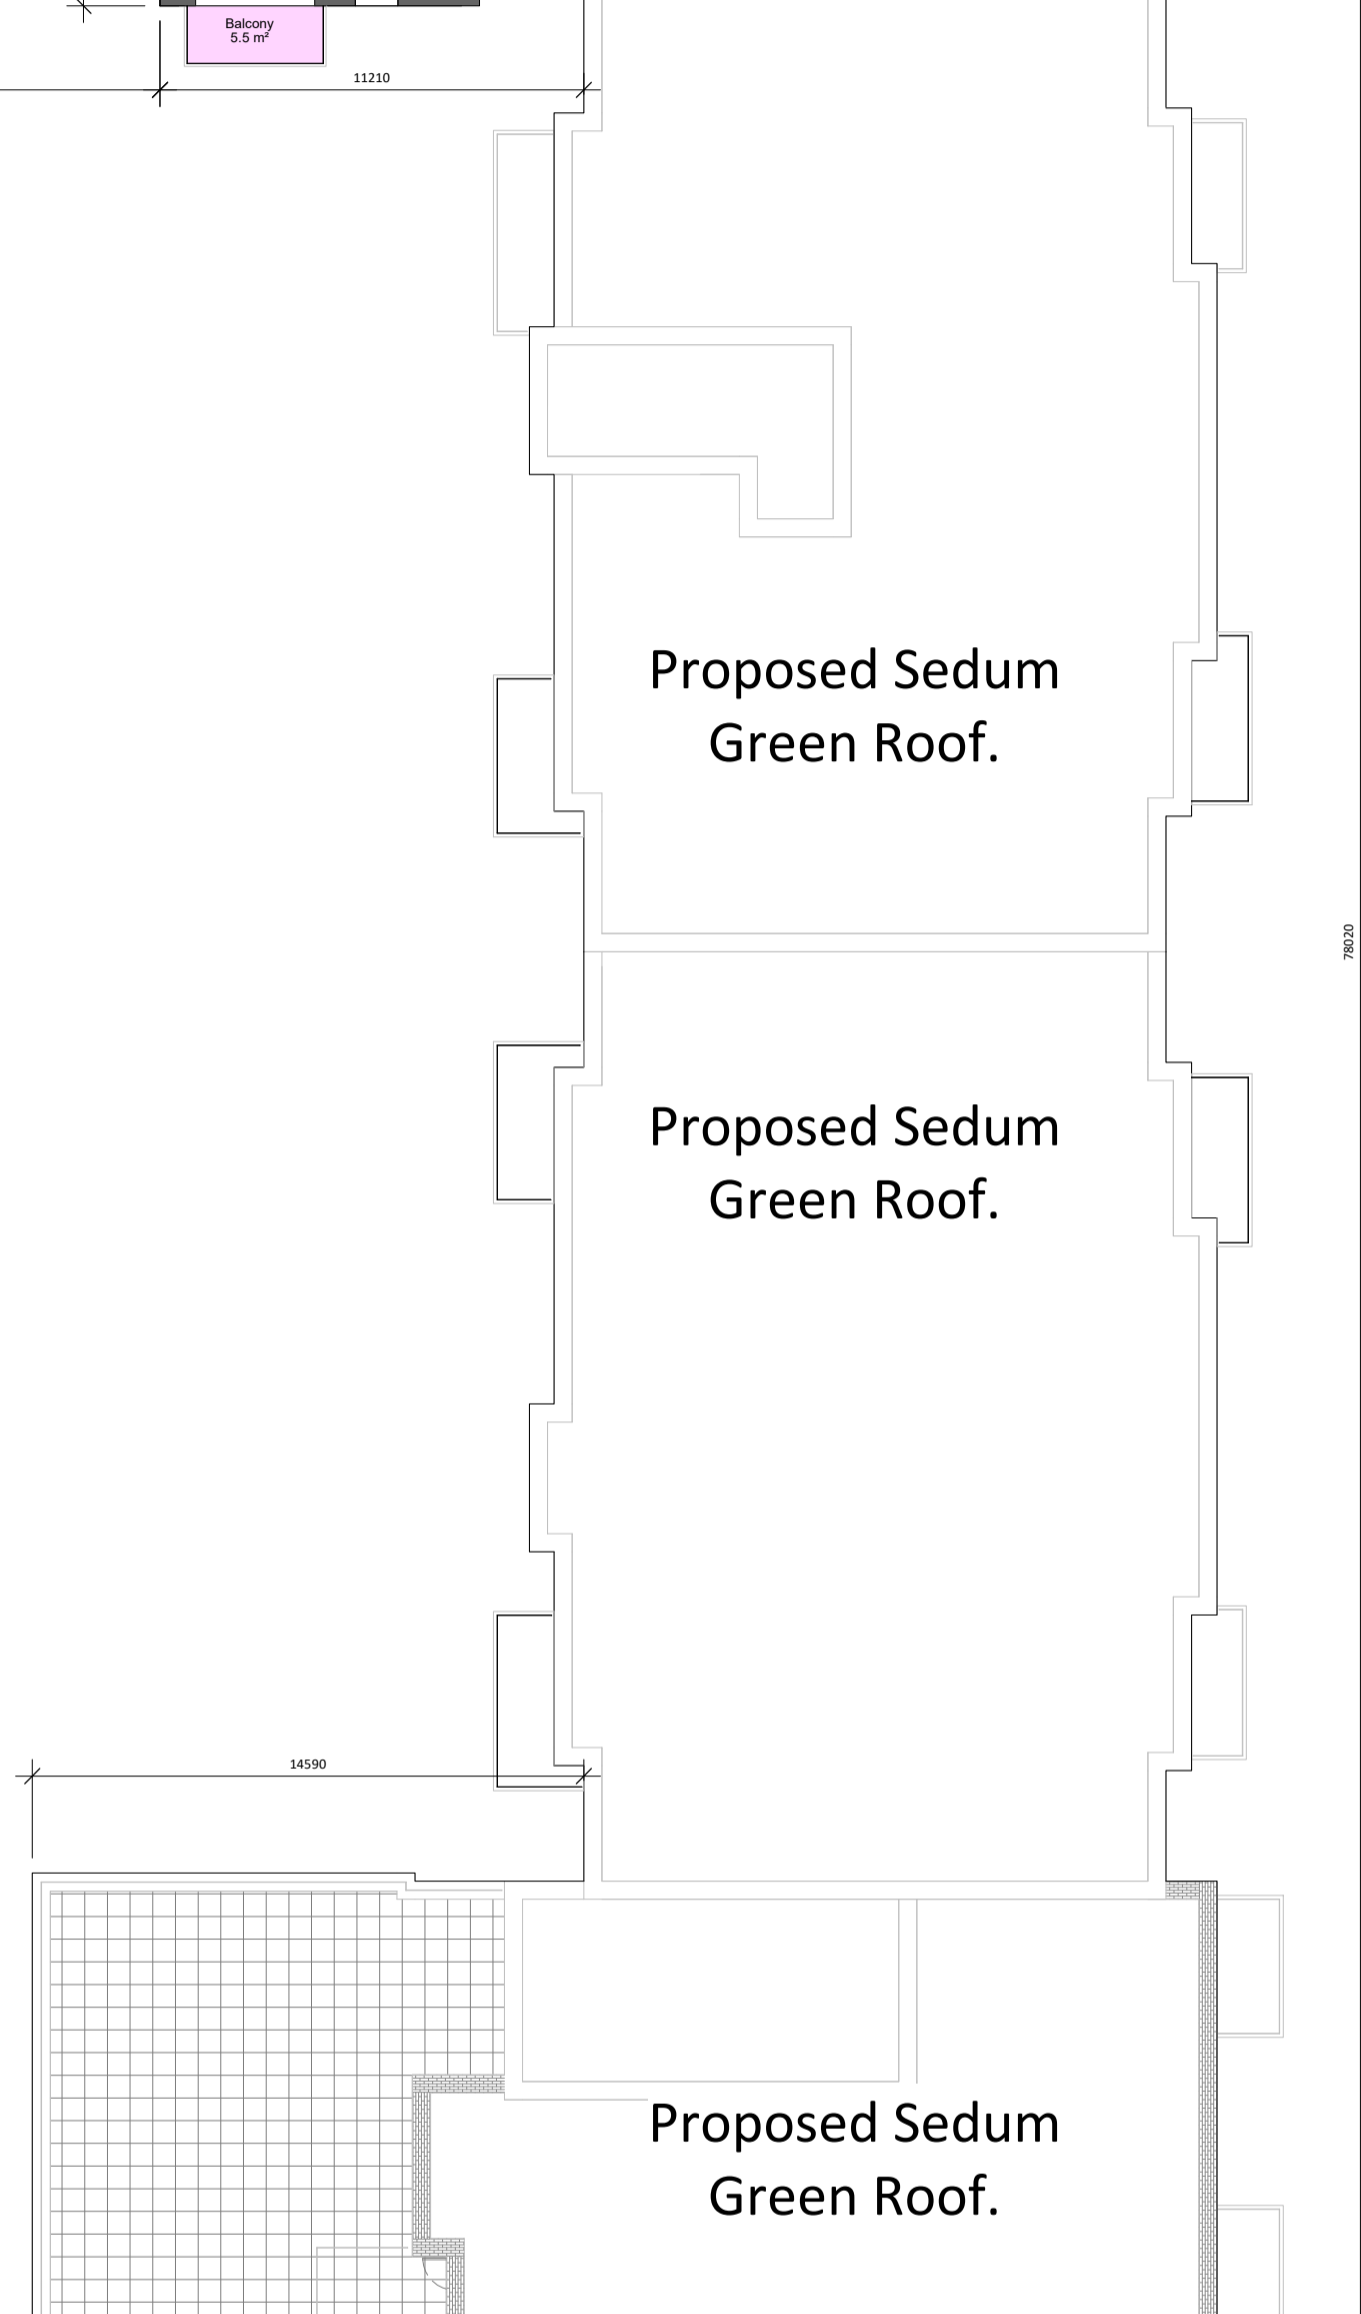 Balcony
5.5 m²
11210
Proposed Sedum
Green Roof.
78020
Proposed Sedum
Green Roof.
14590
Proposed Sedum
Green Roof.